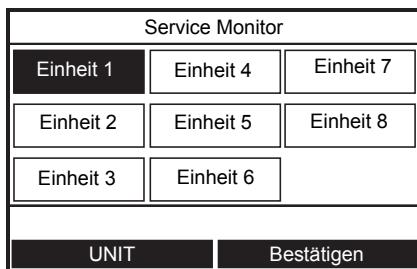 Service Monitor
Einheit 1 Einheit 4 Einheit 7
Einheit 2 Einheit 5 Einheit 8
Einheit 3 Einheit 6
UNIT Bestätigen